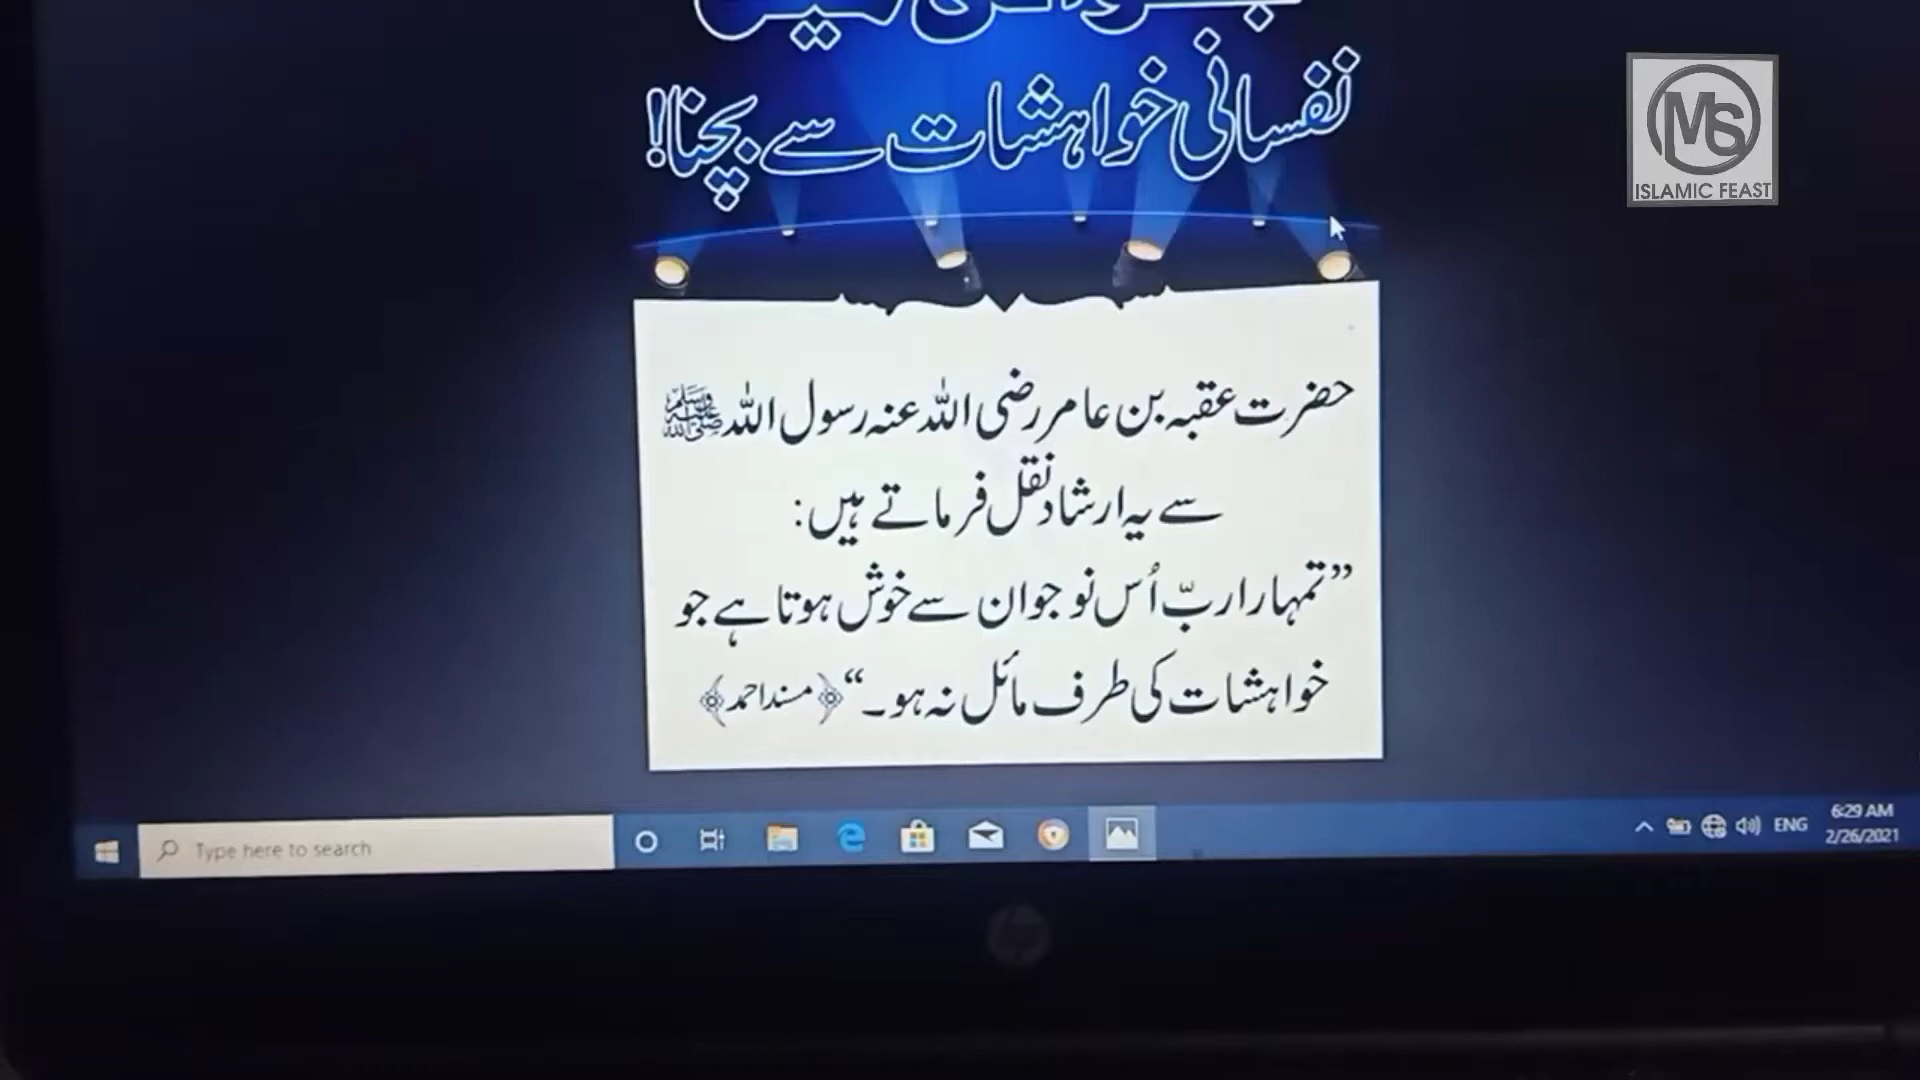 نفسانی خواہشات سے بچنا!
MS
ISLAMIC FEAST
حضرت عقبہ بن عامر رضی اللہ عنہ رسول اللہ ﷺ
سے یہ ارشاد نقل فرماتے ہیں:
”تمہارا ربّ اُس نوجوان سے خوش ہوتا ہے جو
خواہشات کی طرف مائل نہ ہو۔“ ﴿مسند احمد﴾
Type here to search
ENG
6:29 AM
2/26/2021
hp